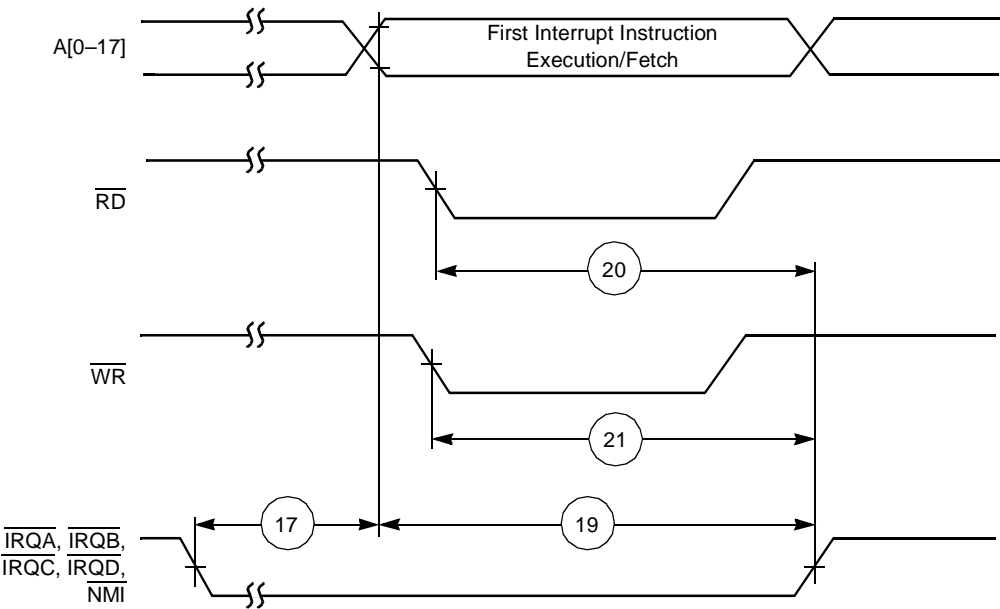 A[0–17]
First Interrupt Instruction
Execution/Fetch
RD
20
WR
21
17
19
IRQA, IRQB,
IRQC, IRQD,
NMI